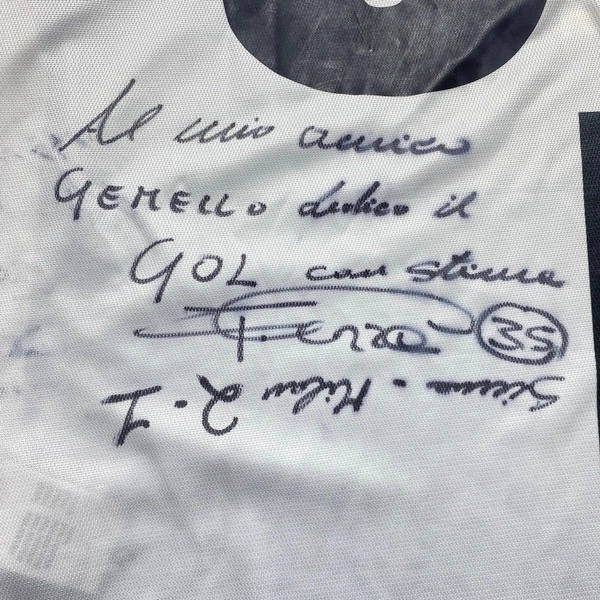 Al mio amico
GEMELLO dedico il
GOL con stima
35
Siena - Milan 2-1